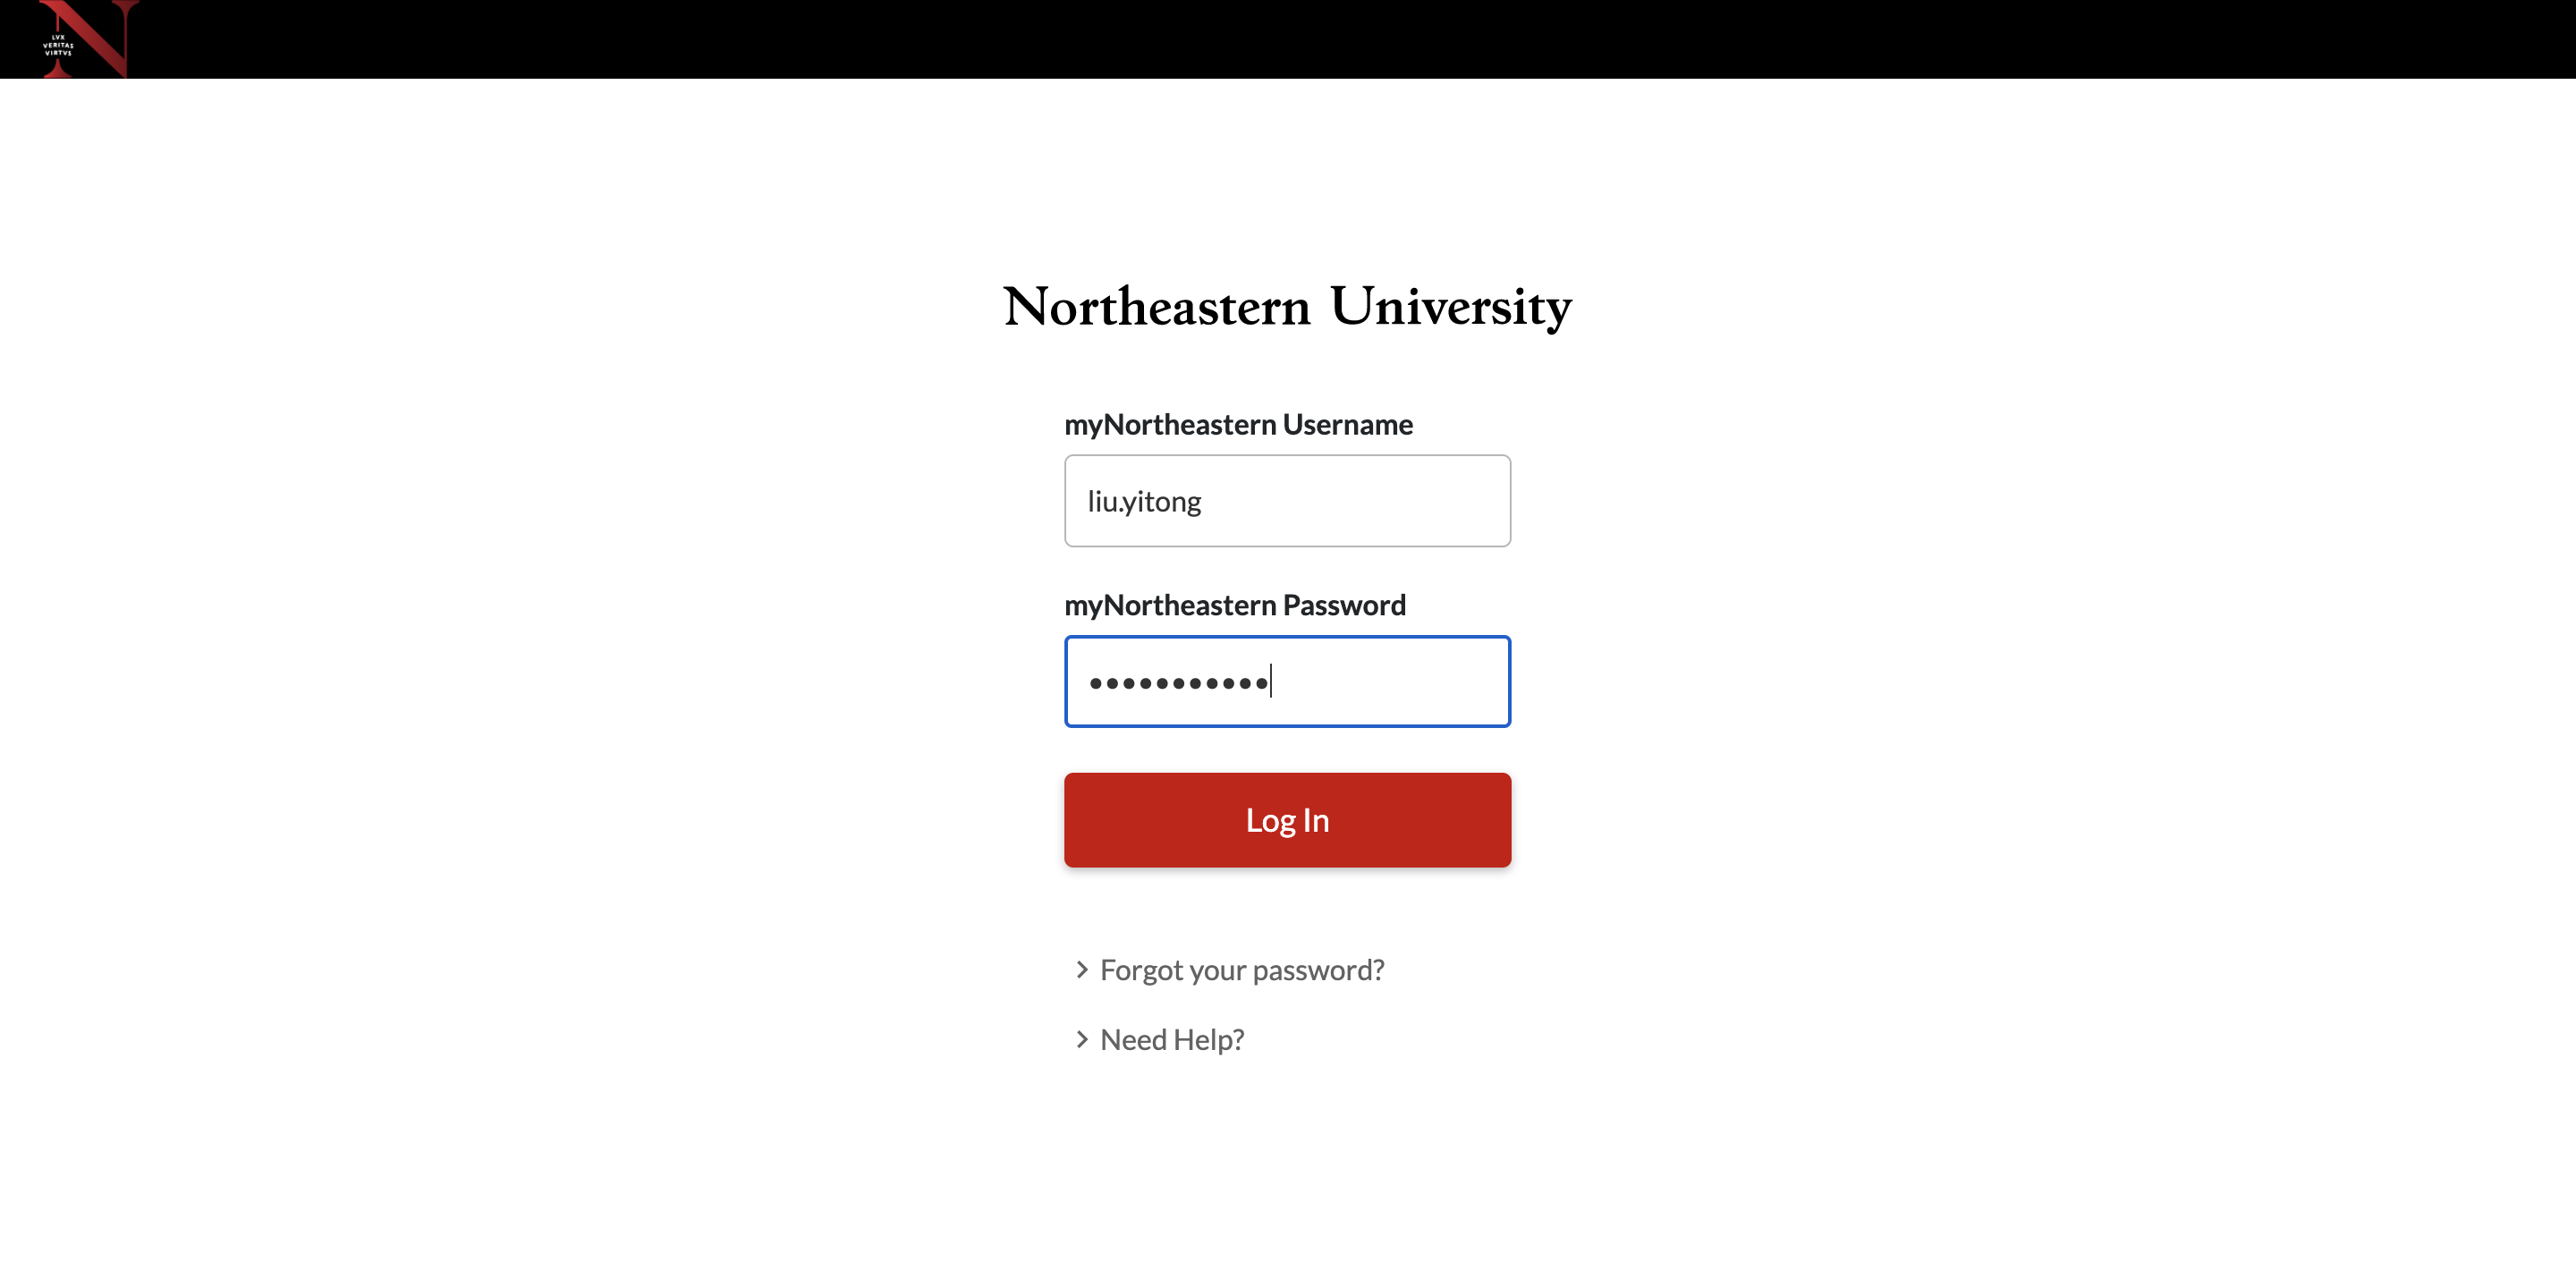 LVX
VERITAS
VIRTVS
Northeastern University
myNortheastern Username
liu.yitong
myNortheastern Password
•••••••••••
Log In
Forgot your password?
Need Help?